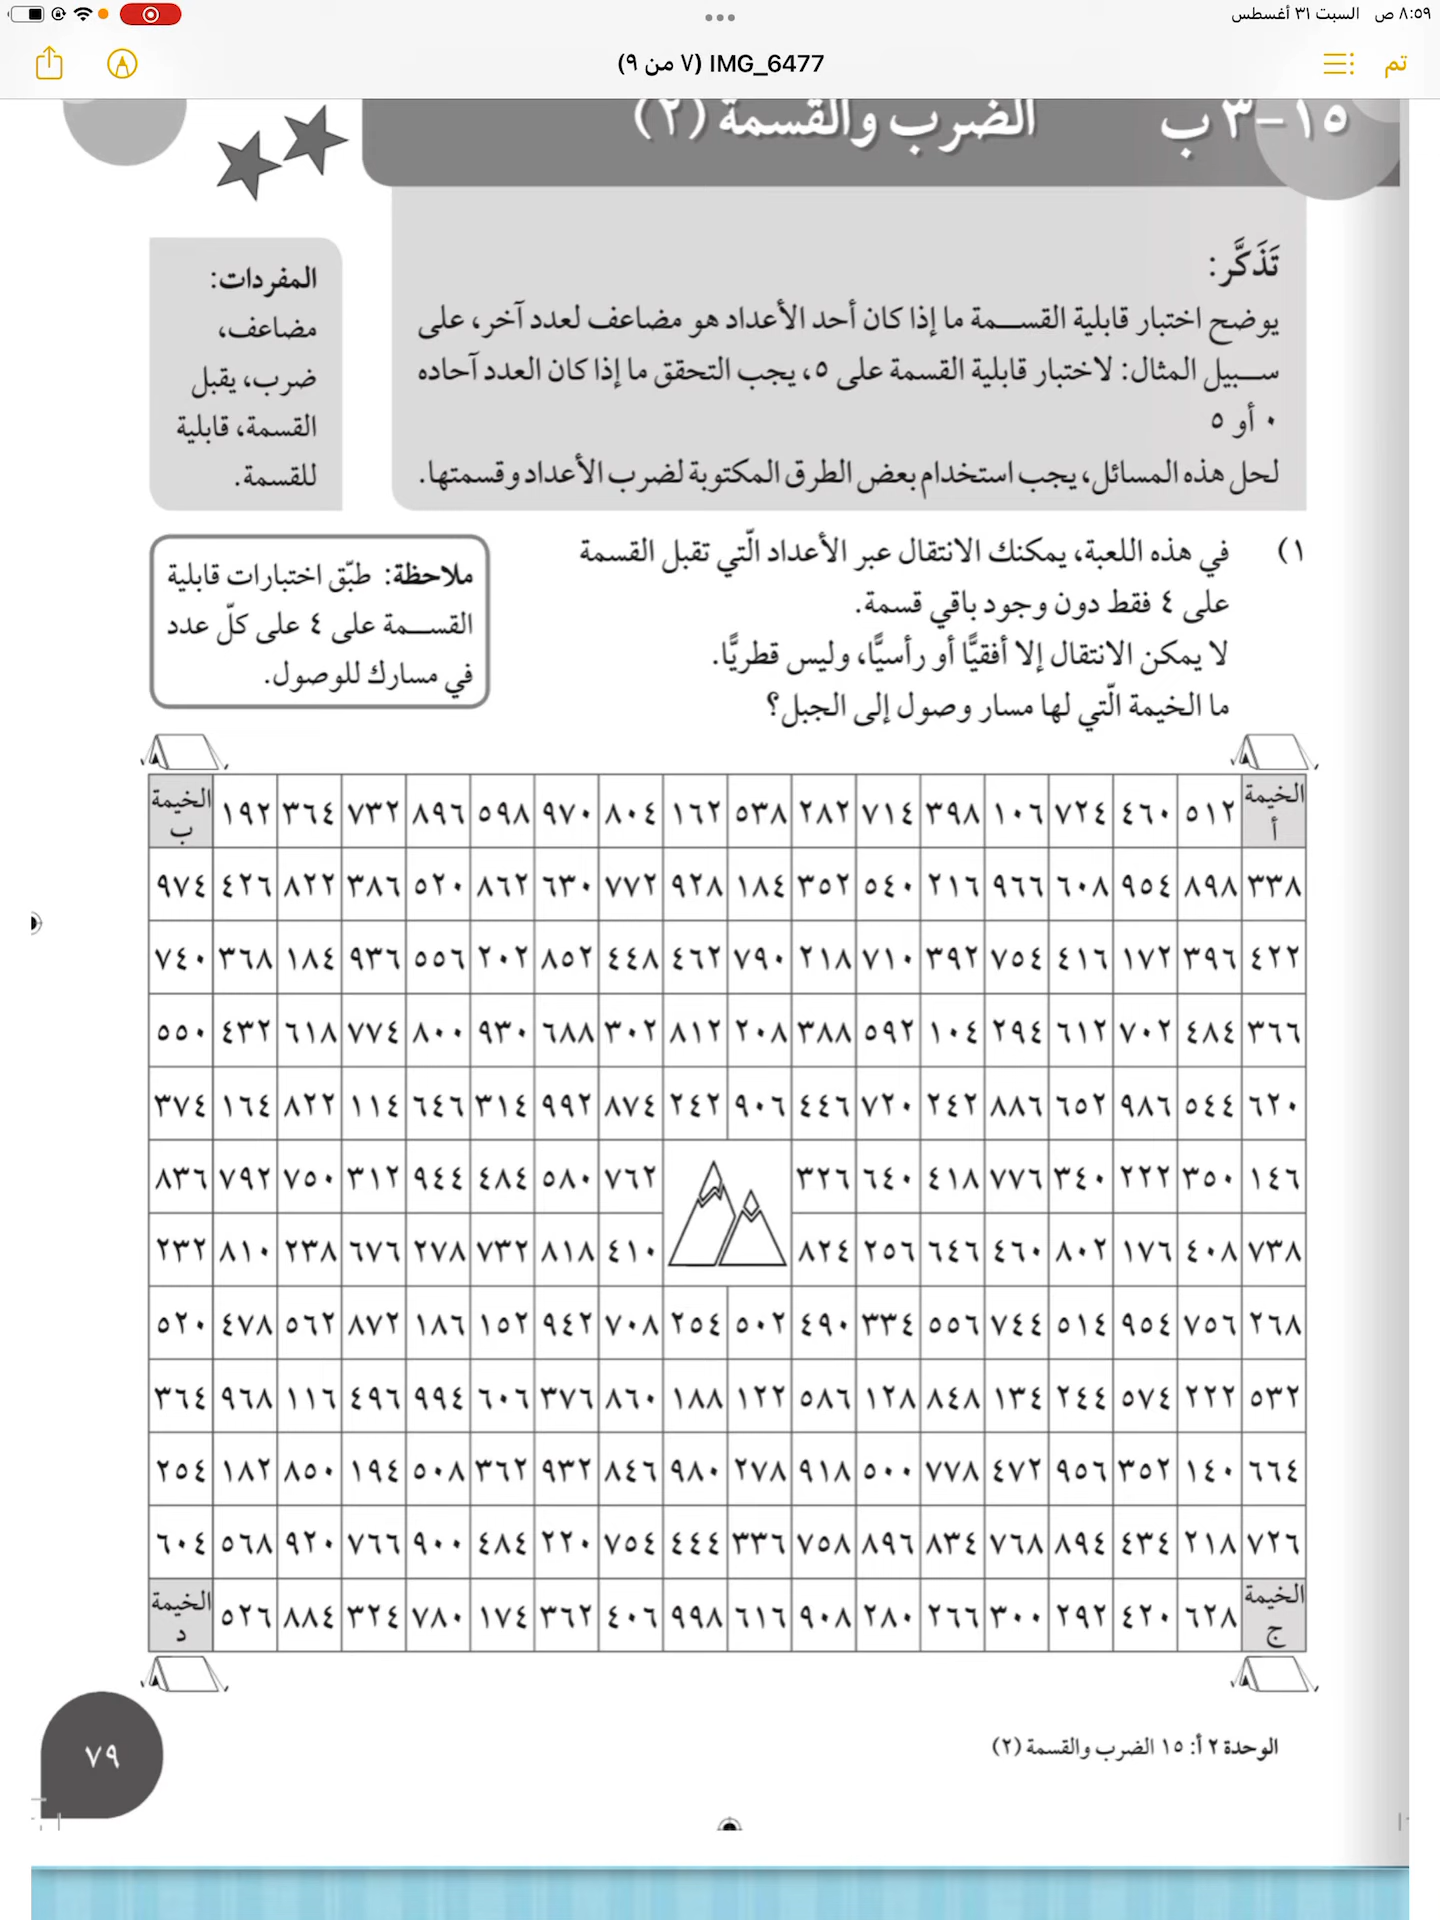 ٨:٥٩ ص السبت ٣١ أغسطس
تم
IMG_6477 (٧ من ٩)
١٥–٣ ب الضرب والقسمة (٢)
تَذَكَّر:
يوضح اختبار قابلية القسمة ما إذا كان أحد الأعداد هو مضاعف لعدد آخر، على
سبيل المثال: لاختبار قابلية القسمة على ٥، يجب التحقق ما إذا كان العدد آحاده
٠ أو ٥
لحل هذه المسائل، يجب استخدام بعض الطرق المكتوبة لضرب الأعداد وقسمتها.
المفردات:
مضاعف،
ضرب، يقبل
القسمة، قابلية
للقسمة.
١) في هذه اللعبة، يمكنك الانتقال عبر الأعداد الّتي تقبل القسمة
على ٤ فقط دون وجود باقي قسمة.
لا يمكن الانتقال إلا أفقيًّا أو رأسيًّا، وليس قطريًّا.
ما الخيمة الّتي لها مسار وصول إلى الجبل؟
ملاحظة: طبّق اختبارات قابلية
القسمة على ٤ على كلّ عدد
في مسارك للوصول.
الخيمة أ ٥١٢ ٤٦٠ ٧٢٤ ١٠٦ ٣٩٨ ٧١٤ ٢٨٢ ٥٣٨ ١٦٢ ٨٠٤ ٩٧٠ ٥٩٨ ٨٩٦ ٧٣٢ ٣٦٤ ١٩٢ الخيمة ب
٣٣٨ ٨٩٨ ٩٥٤ ٦٠٨ ٩٦٦ ٢١٦ ٥٤٠ ٣٥٢ ١٨٤ ٩٢٨ ٧٧٢ ٦٣٠ ٨٦٢ ٥٢٠ ٣٨٦ ٨٢٢ ٤٢٦ ٩٧٤
٤٢٢ ٣٩٦ ١٧٢ ٤١٦ ٧٥٤ ٣٩٢ ٧١٠ ٢١٨ ٧٩٠ ٤٦٢ ٤٤٨ ٨٥٢ ٢٠٢ ٥٥٦ ٩٣٦ ١٨٤ ٣٦٨ ٧٤٠
٣٦٦ ٤٨٤ ٧٠٢ ٦١٢ ٢٩٤ ١٠٤ ٥٩٢ ٣٨٨ ٢٠٨ ٨١٢ ٣٠٢ ٦٨٨ ٩٣٠ ٨٠٠ ٧٧٤ ٦١٨ ٤٣٢ ٥٥٠
٦٢٠ ٥٤٤ ٩٨٦ ٦٥٢ ٨٨٦ ٢٤٢ ٧٢٠ ٤٤٦ ٩٠٦ ٢٤٢ ٨٧٤ ٩٩٢ ٣١٤ ٦٤٦ ١١٤ ٨٢٢ ١٦٤ ٣٧٤
١٤٦ ٣٥٠ ٢٢٢ ٣٤٠ ٧٧٦ ٤١٨ ٦٤٠ ٣٢٦ ٧٦٢ ٥٨٠ ٤٨٤ ٩٤٤ ٣١٢ ٧٥٠ ٧٩٢ ٨٣٦
٧٣٨ ٤٠٨ ١٧٦ ٨٠٢ ٤٦٠ ٦٤٦ ٢٥٦ ٨٢٤ ٤١٠ ٨١٨ ٧٣٢ ٢٧٨ ٦٧٦ ٢٣٨ ٨١٠ ٢٣٢
٢٦٨ ٧٥٦ ٩٥٤ ٥١٤ ٧٤٤ ٥٥٦ ٣٣٤ ٤٩٠ ٥٠٢ ٢٥٤ ٧٠٨ ٩٤٢ ١٥٢ ١٨٦ ٨٧٢ ٥٦٢ ٤٧٨ ٥٢٠
٥٣٢ ٢٢٢ ٥٧٤ ٢٤٤ ١٣٤ ٨٤٨ ١٢٨ ٥٨٦ ١٢٢ ١٨٨ ٨٦٠ ٣٧٦ ٦٠٦ ٩٩٤ ٤٩٦ ١١٦ ٩٦٨ ٣٦٤
٦٦٤ ١٤٠ ٣٥٢ ٩٥٦ ٤٧٢ ٧٧٨ ٥٠٠ ٩١٨ ٢٧٨ ٩٨٠ ٨٤٦ ٩٣٢ ٣٦٢ ٥٠٨ ١٩٤ ٨٥٠ ١٨٢ ٢٥٤
٧٢٦ ٢١٨ ٤٣٤ ٨٩٤ ٧٦٨ ٨٣٤ ٨٩٦ ٧٥٨ ٣٣٦ ٤٤٤ ٧٥٤ ٢٢٠ ٤٨٤ ٩٠٠ ٧٦٦ ٩٢٠ ٥٦٨ ٦٠٤
الخيمة ج ٦٢٨ ٤٢٠ ٢٩٢ ٣٠٠ ٢٦٦ ٢٨٠ ٩٠٨ ٦١٦ ٩٩٨ ٤٠٦ ٣٦٢ ١٧٤ ٧٨٠ ٣٢٤ ٨٨٤ ٥٢٦ الخيمة د
الوحدة ٢ أ: ١٥ الضرب والقسمة (٢)
٧٩